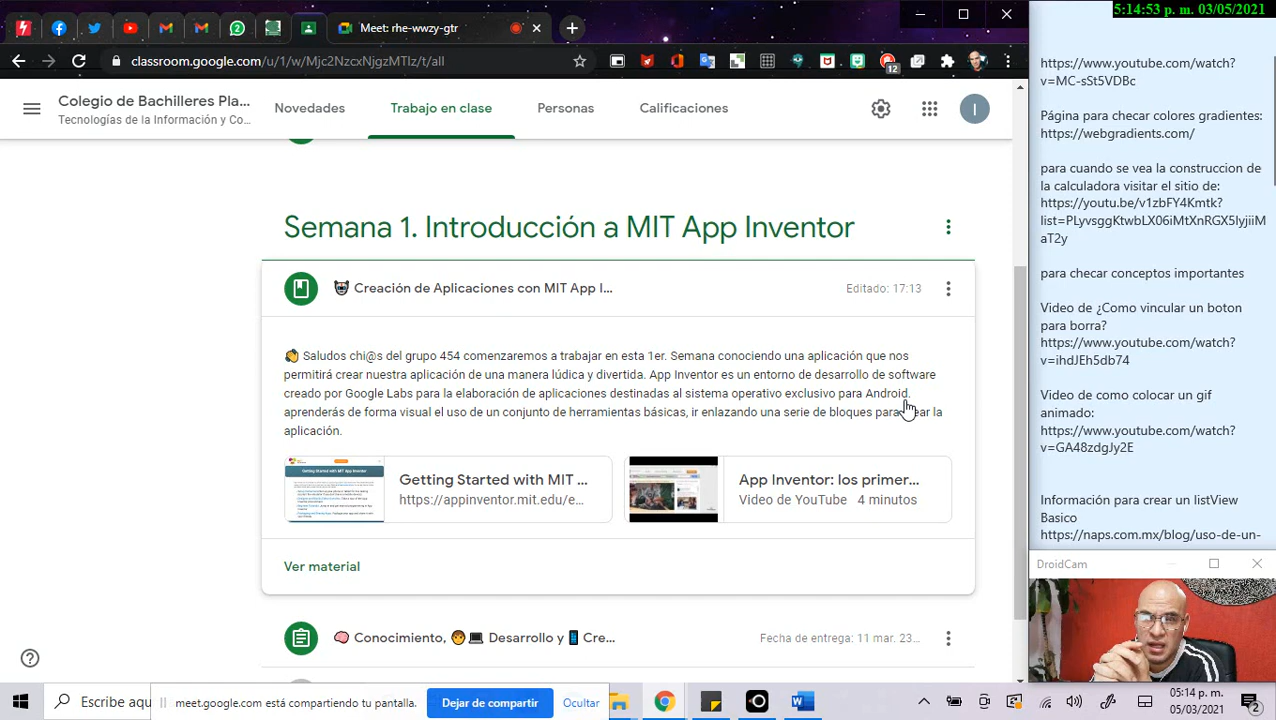 Meet: rhe-wwzy-gtr
classroom.google.com/u/1/w/Mjc2NzcxNjgzMTIz/t/all
12
Colegio de Bachilleres Pla...
Tecnologías de la Información y Co...
Novedades
Trabajo en clase
Personas
Calificaciones
I
Semana 1. Introducción a MIT App Inventor
Creación de Aplicaciones con MIT App I...
Editado: 17:13
Saludos chi@s del grupo 454 comenzaremos a trabajar en esta 1er. Semana conociendo una aplicación que nos
permitirá crear nuestra aplicación de una manera lúdica y divertida. App Inventor es un entorno de desarrollo de software
creado por Google Labs para la elaboración de aplicaciones destinadas al sistema operativo exclusivo para Android.
aprenderás de forma visual el uso de un conjunto de herramientas básicas, ir enlazando una serie de bloques para crear la
aplicación.
Getting Started with MIT ...
https://appinventor.mit.edu/...
App Inventor: los primer...
Video de YouTube 4 minutos
Ver material
Conocimiento, Desarrollo y Cre...
Fecha de entrega: 11 mar. 23...
5:14:53 p. m. 03/05/2021
https://www.youtube.com/watch?
v=MC-sSt5VDBc
Página para checar colores gradientes:
https://webgradients.com/
para cuando se vea la construccion de
la calculadora visitar el sitio de:
https://youtu.be/v1zbFY4Kmtk?
list=PLyvsggKtwbLX06iMtXnRGX5lyjiiM
aT2y
para checar conceptos importantes
Video de ¿Como vincular un boton
para borra?
https://www.youtube.com/watch?
v=ihdJEh5db74
Video de como colocar un gif
animado:
https://www.youtube.com/watch?
v=GA48zdgJy2E
Información para crear un listView
Basico
https://naps.com.mx/blog/uso-de-un-
DroidCam
Escribe aqu
meet.google.com está compartiendo tu pantalla.
Dejar de compartir
Ocultar
05:14 p. m.
05/03/2021
2